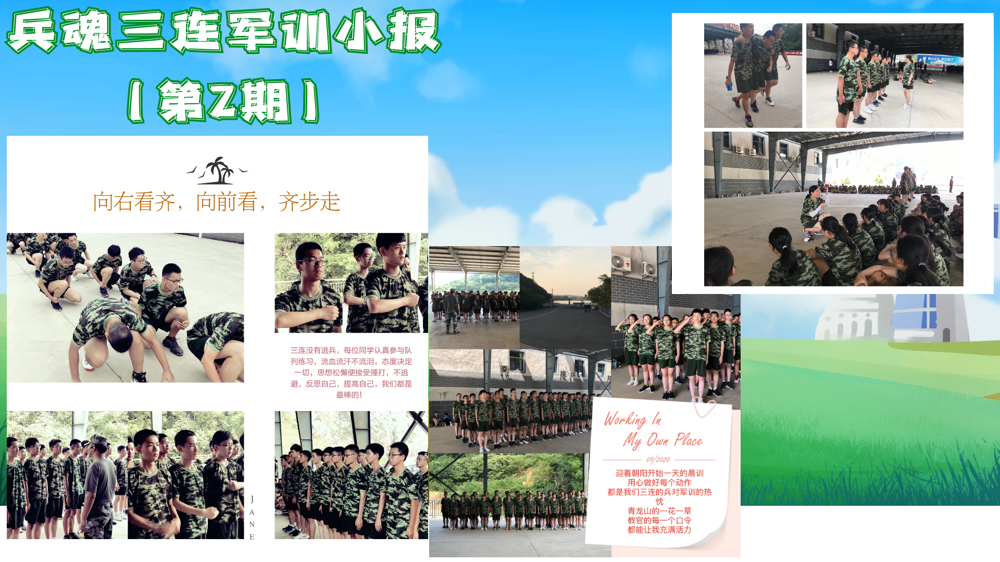 兵魂三连军训小报
(第2期)
向右看齐，向前看，齐步走
三连没有逃兵，每位同学认真参与队
列练习，流血流汗不流泪，态度决定
一切，思想松懈便接受捶打，不逃
避，反思自己，提高自己，我们都是
最棒的！
JANE
Working In
My Own Place
09/2020
迎着朝阳开始一天的晨训
用心做好每个动作
都是我们三连的兵对军训的热
忱
青龙山的一花一草
教官的每一个口令
都能让我充满活力